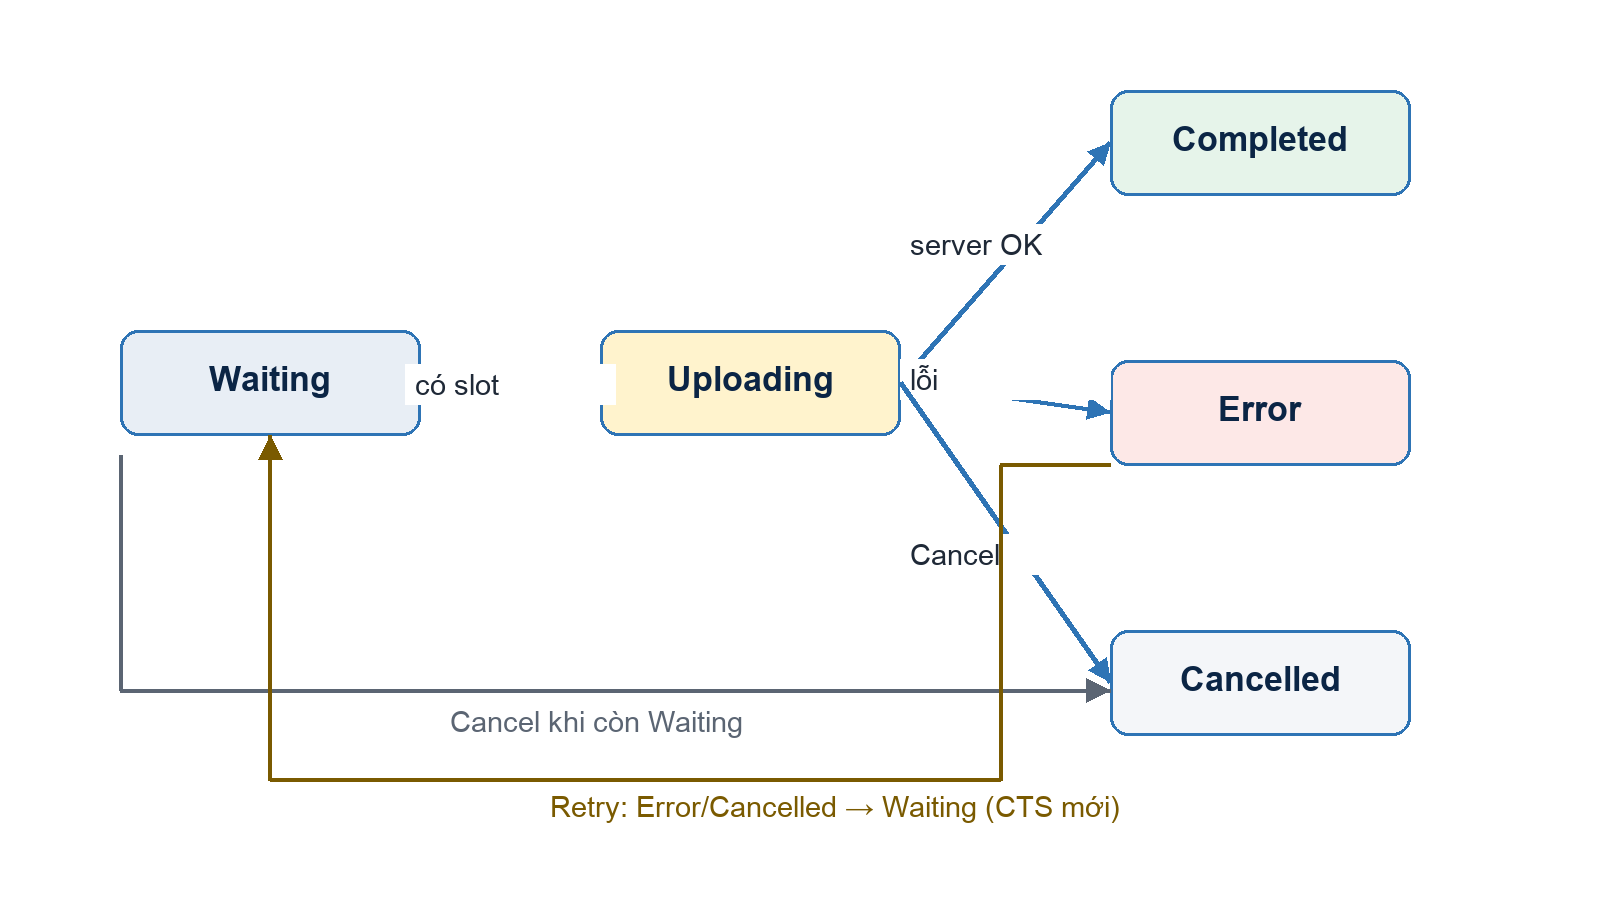 Completed
server OK
Waiting
có slot
Uploading
lỗi
Error
Cancel
Cancelled
Cancel khi còn Waiting
Retry: Error/Cancelled → Waiting (CTS mới)